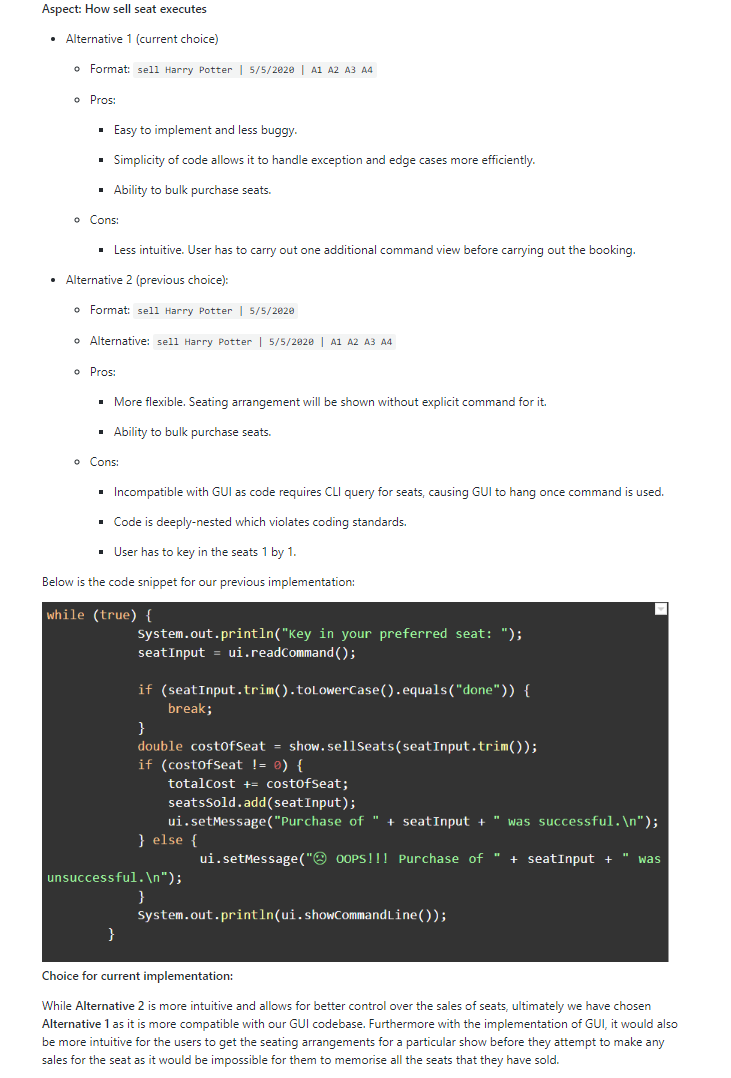 Aspect: How sell seat executes
Alternative 1 (current choice)
Format: sell Harry Potter | 5/5/2020 | A1 A2 A3 A4
Pros:
Easy to implement and less buggy.
Simplicity of code allows it to handle exception and edge cases more efficiently.
Ability to bulk purchase seats.
Cons:
Less intuitive. User has to carry out one additional command view before carrying out the booking.
Alternative 2 (previous choice):
Format: sell Harry Potter | 5/5/2020
Alternative: sell Harry Potter | 5/5/2020 | A1 A2 A3 A4
Pros:
More flexible. Seating arrangement will be shown without explicit command for it.
Ability to bulk purchase seats.
Cons:
Incompatible with GUI as code requires CLI query for seats, causing GUI to hang once command is used.
Code is deeply-nested which violates coding standards.
User has to key in the seats 1 by 1.
Below is the code snippet for our previous implementation:
while (true) {
System.out.println("Key in your preferred seat: ");
seatInput = ui.readCommand();
if (seatInput.trim().toLowerCase().equals("done")) {
break;
}
double costOfSeat = show.sellSeats(seatInput.trim());
if (costOfSeat != 0) {
totalCost += costOfSeat;
seatsSold.add(seatInput);
ui.setMessage("Purchase of " + seatInput + " was successful.\n");
} else {
ui.setMessage("☹ OOPS!!! Purchase of " + seatInput + " was
unsuccessful.\n");
}
System.out.println(ui.showCommandLine());
}
Choice for current implementation:
While Alternative 2 is more intuitive and allows for better control over the sales of seats, ultimately we have chosen
Alternative 1 as it is more compatible with our GUI codebase. Furthermore with the implementation of GUI, it would also
be more intuitive for the users to get the seating arrangements for a particular show before they attempt to make any
sales for the seat as it would be impossible for them to memorise all the seats that they have sold.